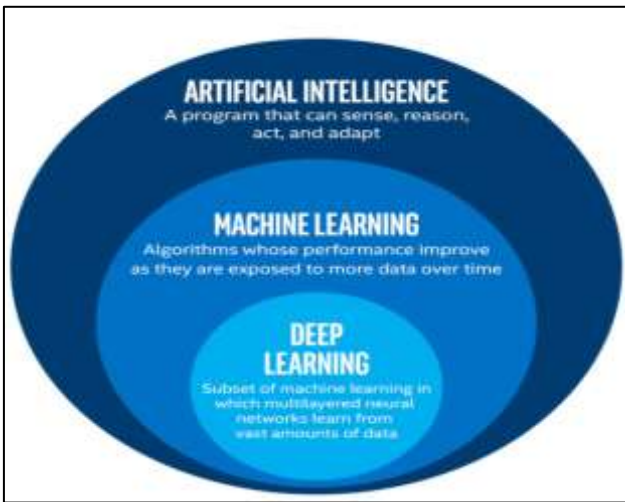 ARTIFICIAL INTELLIGENCE
A program that can sense, reason,
act, and adapt
MACHINE LEARNING
Algorithms whose performance improve
as they are exposed to more data over time
DEEP
LEARNING
Subset of machine learning in
which multilayered neural
networks learn from
vast amounts of data